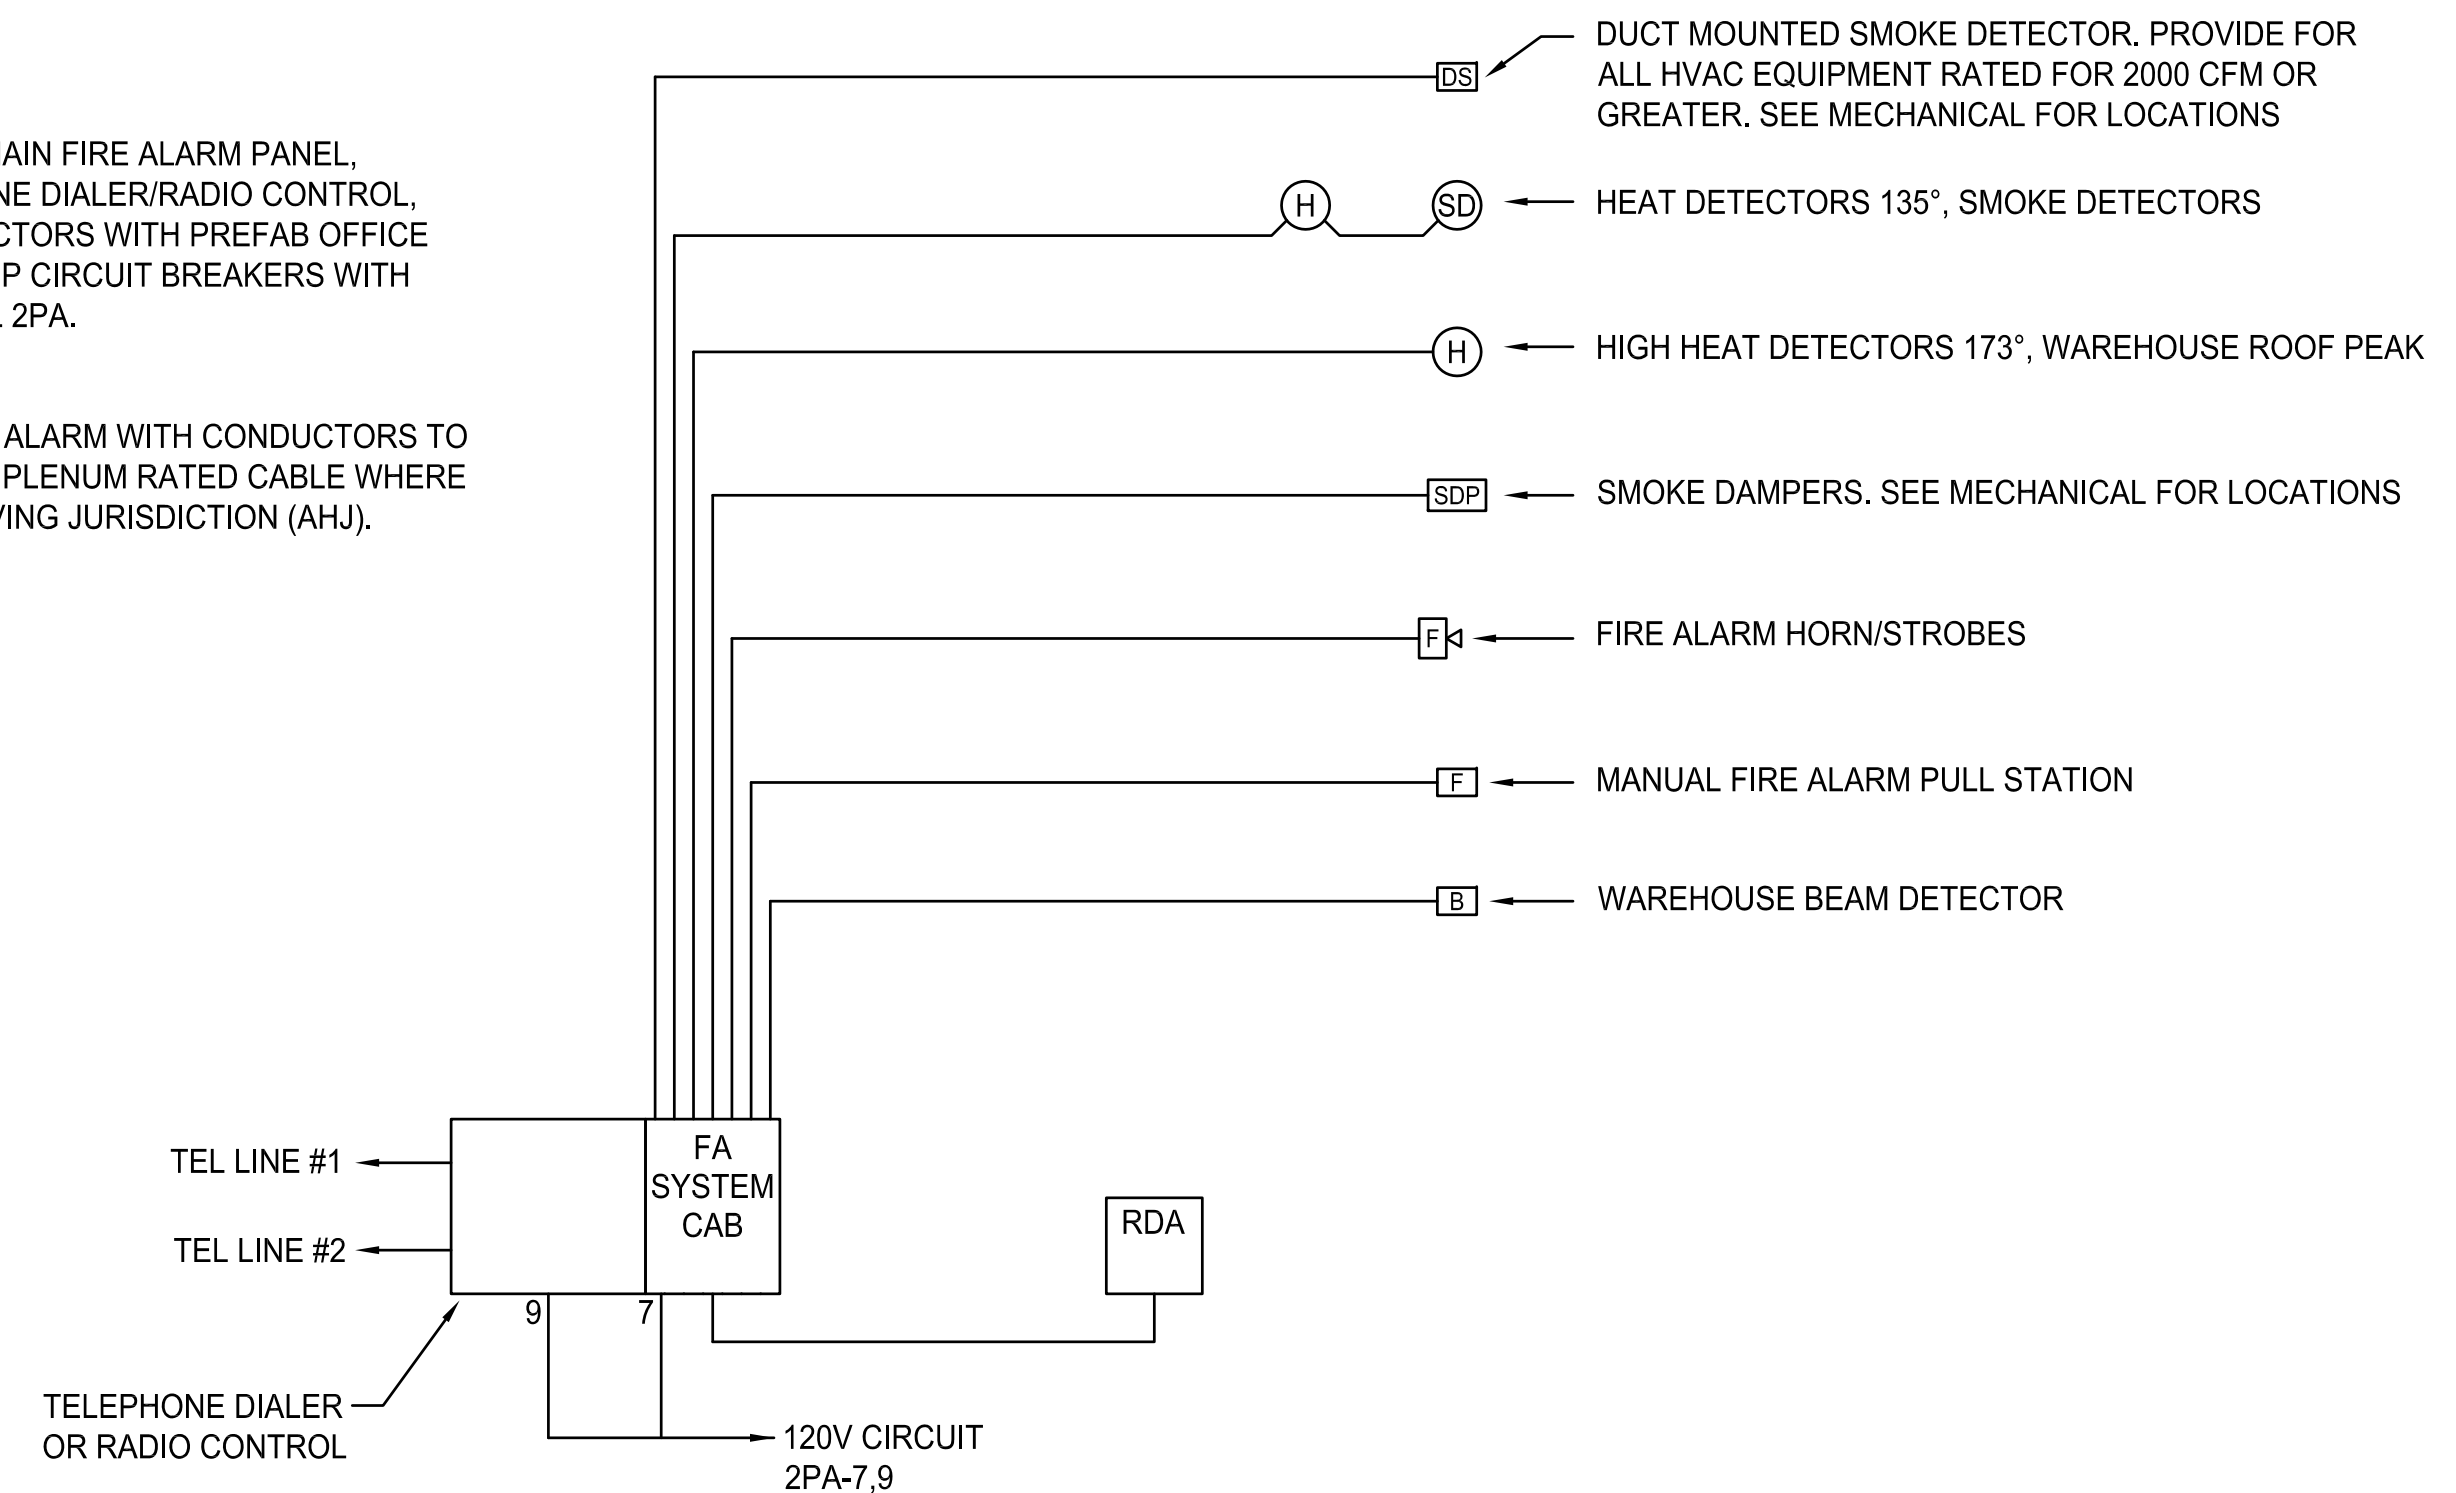 DUCT MOUNTED SMOKE DETECTOR. PROVIDE FOR
ALL HVAC EQUIPMENT RATED FOR 2000 CFM OR
GREATER. SEE MECHANICAL FOR LOCATIONS
DS
FIRE ALARM PANEL,
DIALER/RADIO CONTROL,
WITH PREFAB OFFICE
CIRCUIT BREAKERS WITH
2PA.
H
SD
HEAT DETECTORS 135°, SMOKE DETECTORS
H
HIGH HEAT DETECTORS 173°, WAREHOUSE ROOF PEAK
ALARM WITH CONDUCTORS TO
PLENUM RATED CABLE WHERE
JURISDICTION (AHJ).
SDP
SMOKE DAMPERS. SEE MECHANICAL FOR LOCATIONS
F
FIRE ALARM HORN/STROBES
F
MANUAL FIRE ALARM PULL STATION
B
WAREHOUSE BEAM DETECTOR
TEL LINE #1
TEL LINE #2
FA
SYSTEM
CAB
RDA
9
7
TELEPHONE DIALER
OR RADIO CONTROL
120V CIRCUIT
2PA-7,9